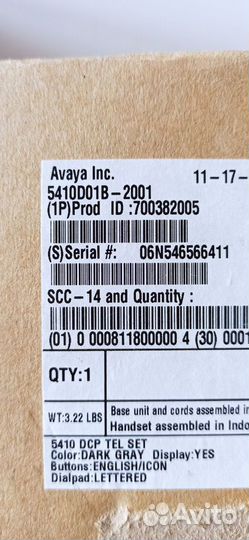 Avaya Inc.
11-17-
5410D01B-2001
(1P)Prod ID :700382005
(S)Serial #: 06N546566411
SCC-14 and Quantity :
(01) 0 000811800000 4 (30) 0001
QTY:1
WT:3.22 LBS
Base unit and cords assembled in
Handset assembled in Indo
5410 DCP TEL SET
Color:DARK GRAY Display:YES
Buttons:ENGLISH/ICON
Dialpad:LETTERED
Avito